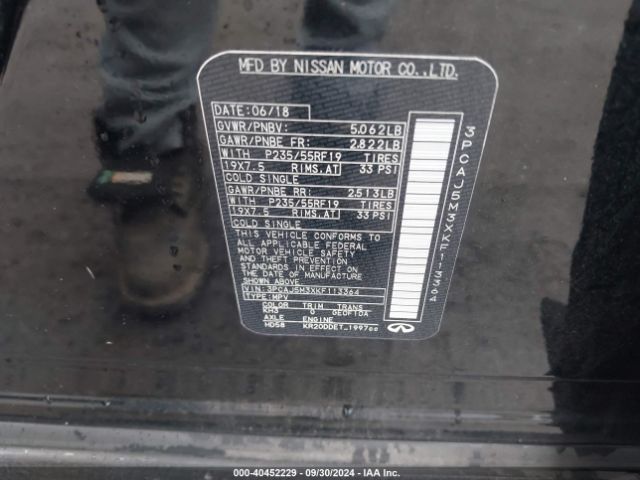 MFD BY NISSAN MOTOR CO.,LTD.
DATE:06/18
GVWR/PNBV: 5,062LB
GAWR/PNBE FR: 2,822LB
WITH P235/55RF19 TIRES
19X7.5 RIMS,AT 33 PSI
COLD SINGLE
GAWR/PNBE RR: 2,513LB
WITH P235/55RF19 TIRES
19X7.5 RIMS,AT 33 PSI
COLD SINGLE
THIS VEHICLE CONFORMS TO
ALL APPLICABLE FEDERAL
MOTOR VEHICLE SAFETY
AND THEFT PREVENTION
STANDARDS IN EFFECT ON
THE DATE OF MANUFACTURE
SHOWN ABOVE.
VIN:3PCAJ5M3XKF113364
TYPE:MPV
COLOR TRIM TRANS
KH3 G GE0F10A
AXLE ENGINE
HD58 KR20DDET 1997cc
3PCAJ5M3XKF113364
000-40452229 - 09/30/2024 - IAA Inc.